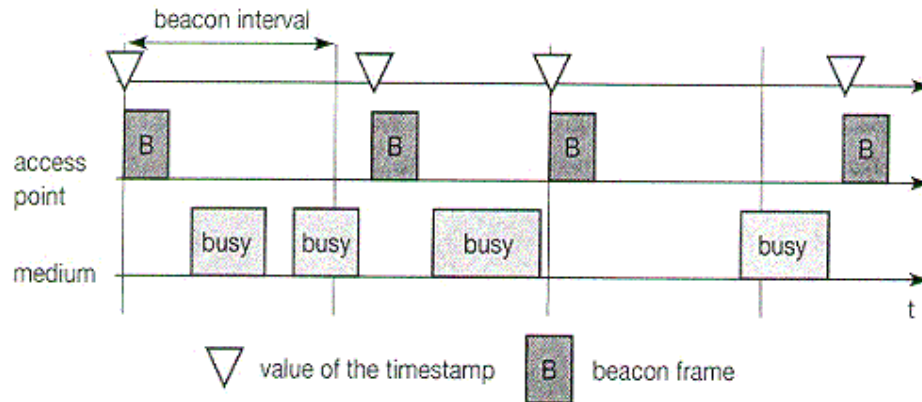 beacon interval
B
B
B
B
access
point
busy
busy
busy
busy
medium
t
value of the timestamp
B
beacon frame